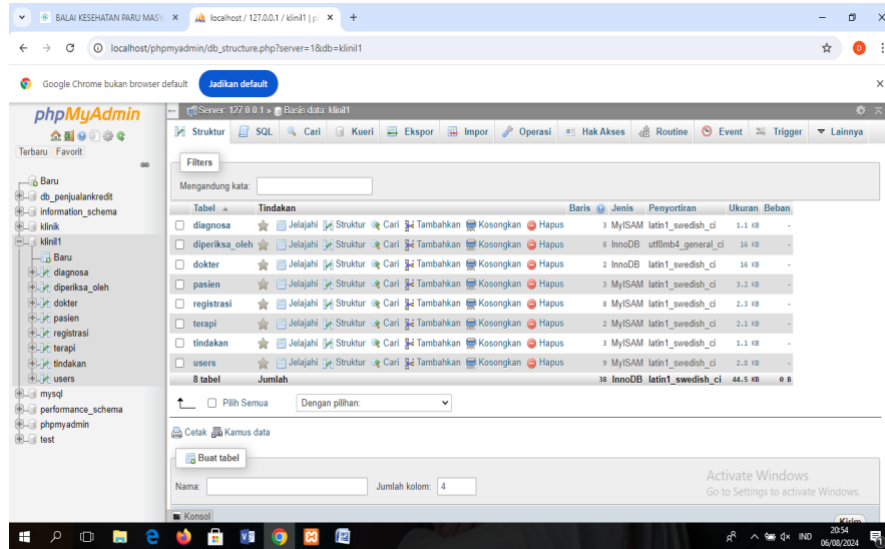 BALAI KESEHATAN PARU MASY
localhost / 127.0.0.1 / klinil1 | p
localhost/phpmyadmin/db_structure.php?server=1&db=klinil1
D
Google Chrome bukan browser default
Jadikan default
phpMyAdmin
Terbaru Favorit
Baru
db_penjualankredit
information_schema
klinik
klinil1
Baru
diagnosa
diperiksa_oleh
dokter
pasien
registrasi
terapi
tindakan
users
mysql
performance_schema
phpmyadmin
test
Server: 127.0.0.1 » Basis data: klinil1
Struktur SQL Cari Kueri Ekspor Impor Operasi Hak Akses Routine Event Trigger Lainnya
Filters
Mengandung kata:
Tabel Tindakan Baris Jenis Penyortiran Ukuran Beban
diagnosa Jelajahi Struktur Cari Tambahkan Kosongkan Hapus 3 MyISAM latin1_swedish_ci 1.1 KB -
diperiksa_oleh Jelajahi Struktur Cari Tambahkan Kosongkan Hapus 8 InnoDB utf8mb4_general_ci 16 KB -
dokter Jelajahi Struktur Cari Tambahkan Kosongkan Hapus 2 InnoDB latin1_swedish_ci 16 KB -
pasien Jelajahi Struktur Cari Tambahkan Kosongkan Hapus 3 MyISAM latin1_swedish_ci 3.2 KB -
registrasi Jelajahi Struktur Cari Tambahkan Kosongkan Hapus 8 MyISAM latin1_swedish_ci 2.3 KB -
terapi Jelajahi Struktur Cari Tambahkan Kosongkan Hapus 2 MyISAM latin1_swedish_ci 2.1 KB -
tindakan Jelajahi Struktur Cari Tambahkan Kosongkan Hapus 3 MyISAM latin1_swedish_ci 1.1 KB -
users Jelajahi Struktur Cari Tambahkan Kosongkan Hapus 9 MyISAM latin1_swedish_ci 2.8 KB -
8 tabel Jumlah 38 InnoDB latin1_swedish_ci 44.5 KB 0 B
Pilih Semua Dengan pilihan:
Cetak Kamus data
Buat tabel
Nama: Jumlah kolom: 4
Activate Windows
Go to Settings to activate Windows.
Konsol
Kirim
IND
20:54
06/08/2024